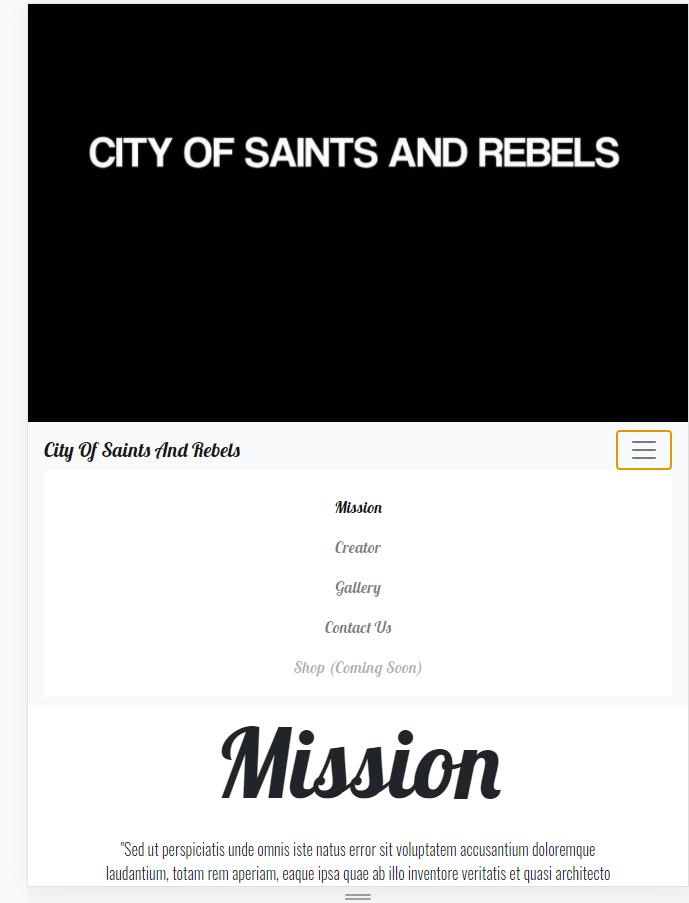 CITY OF SAINTS AND REBELS
City Of Saints And Rebels
Mission
Creator
Gallery
Contact Us
Shop (Coming Soon)
Mission
"Sed ut perspiciatis unde omnis iste natus error sit voluptatem accusantium doloremque
laudantium, totam rem aperiam, eaque ipsa quae ab illo inventore veritatis et quasi architecto